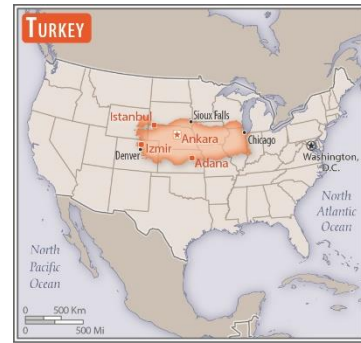 TURKEY
Istanbul
Sioux Falls
Ankara
Chicago
Izmir
Denver
Adana
Washington,
D.C.
North
Pacific
Ocean
North
Atlantic
Ocean
0 500 Km
0 500 Mi